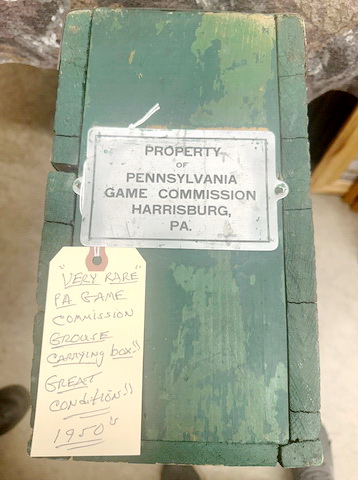 PROPERTY
OF
PENNSYLVANIA
GAME COMMISSION
HARRISBURG,
PA.
"VERY RARE"
PA GAME
COMMISSION
GROUSE
CARRYING box!!
GREAT
CONDITION!!
1950's